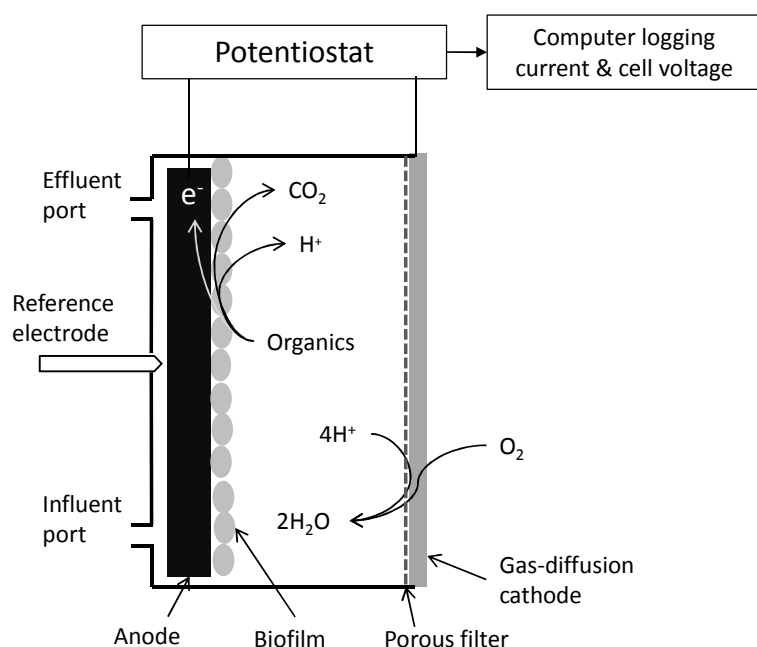 Potentiostat
Computer logging
current & cell voltage
Effluent
port
e-
CO2
H+
Reference
electrode
Organics
4H+
O2
Influent
port
2H2O
Gas-diffusion
cathode
Anode
Biofilm
Porous filter